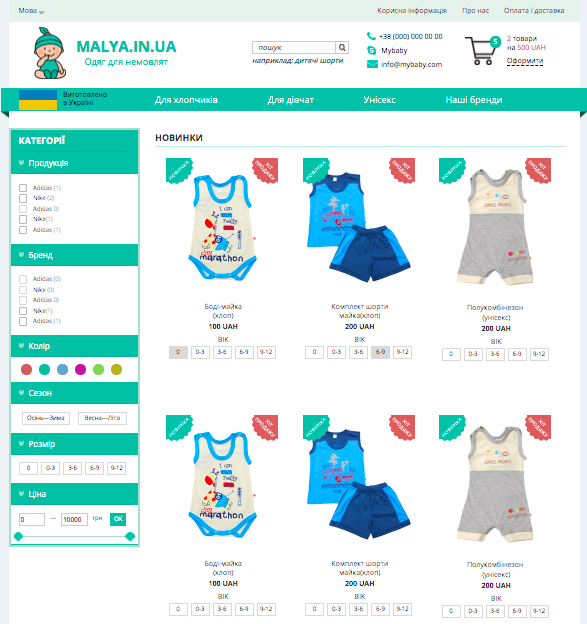 Мова
Корисна інформація
Про нас
Оплата і доставка
MALYA.IN.UA
Одяг для немовлят
пошук
наприклад: дитячі шорти
+38 (000) 000 00 00
Mybaby
info@mybaby.com
5
2 товари
на 500 UAH
Оформити
Виготовлено
в Україні
Для хлопчиків
Для дівчат
Унісекс
Наші бренди
КАТЕГОРІЇ
Продукція
Adidas (1)
Nike (2)
Adidas 0)
Nike(1)
Adidas (1)
Бренд
Adidas (0)
Nike (0)
Adidas 0)
Nike(1)
Adidas (1)
Колір
Сезон
Осінь—Зима
Весна—Літо
Розмір
0
0-3
3-6
6-9
9-12
Ціна
0
—
10000
грн
OK
НОВИНКИ
НОВИНКА
ХІТ ПРОДАЖУ
I can
marathon
Боді-майка
(хлоп)
100 UAH
ВІК
0
0-3
3-6
6-9
9-12
НОВИНКА
ХІТ ПРОДАЖУ
Комплект шорти
майка(хлоп)
200 UAH
ВІК
0
0-3
3-6
6-9
9-12
НОВИНКА
ХІТ ПРОДАЖУ
Полукомбінезон
(унісекс)
200 UAH
ВІК
0
0-3
3-6
6-9
9-12
НОВИНКА
ХІТ ПРОДАЖУ
I can
marathon
Боді-майка
(хлоп)
100 UAH
ВІК
0
0-3
3-6
6-9
9-12
НОВИНКА
ХІТ ПРОДАЖУ
Комплект шорти
майка(хлоп)
200 UAH
ВІК
0
0-3
3-6
6-9
9-12
НОВИНКА
ХІТ ПРОДАЖУ
Полукомбінезон
(унісекс)
200 UAH
ВІК
0
0-3
3-6
6-9
9-12